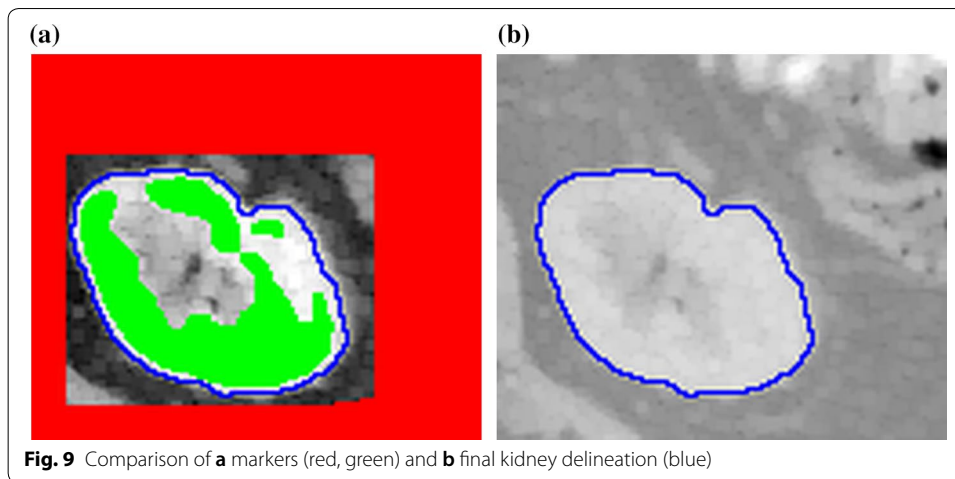 (a) (b)
Fig. 9 Comparison of a markers (red, green) and b final kidney delineation (blue)